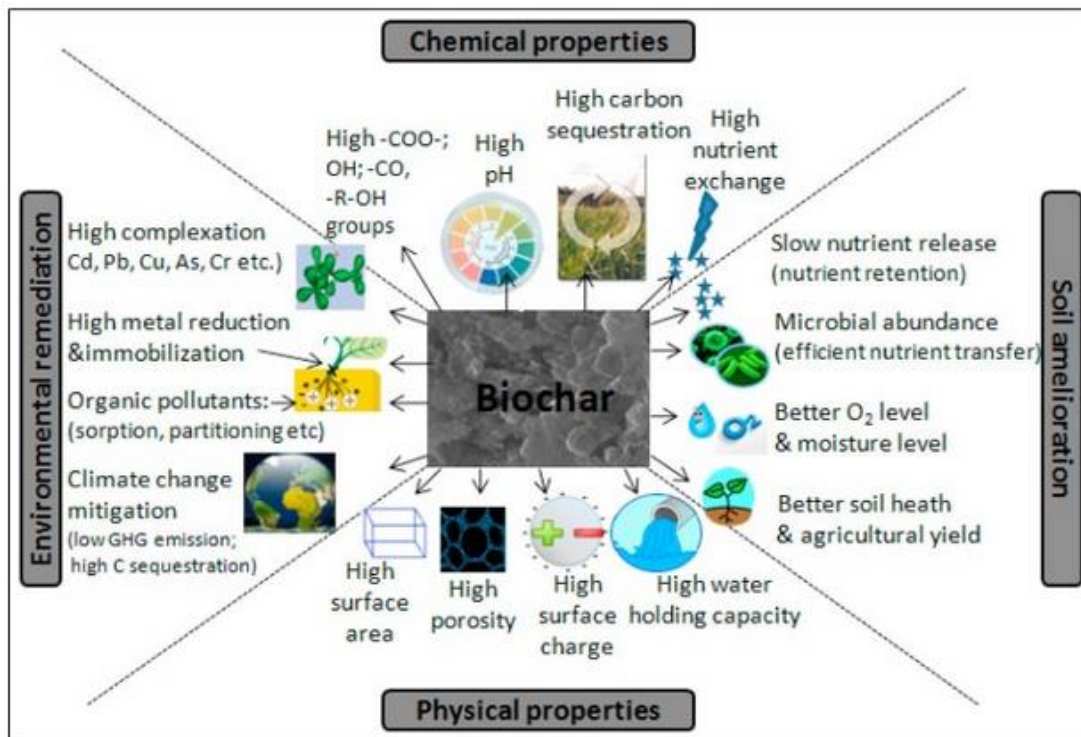 Chemical properties
High -COO-;
OH; -CO,
-R-OH
groups
High
pH
High carbon
sequestration
High
nutrient
exchange
Environmental remediation
High complexation
Cd, Pb, Cu, As, Cr etc.)
High metal reduction
&immobilization
Organic pollutants:
(sorption, partitioning etc)
Climate change
mitigation
(low GHG emission;
high C sequestration)
Biochar
Slow nutrient release
(nutrient retention)
Microbial abundance
(efficient nutrient transfer)
Better O₂ level
& moisture level
Better soil heath
& agricultural yield
Soil amelioration
High
surface
area
High
porosity
High
surface
charge
High water
holding capacity
Physical properties